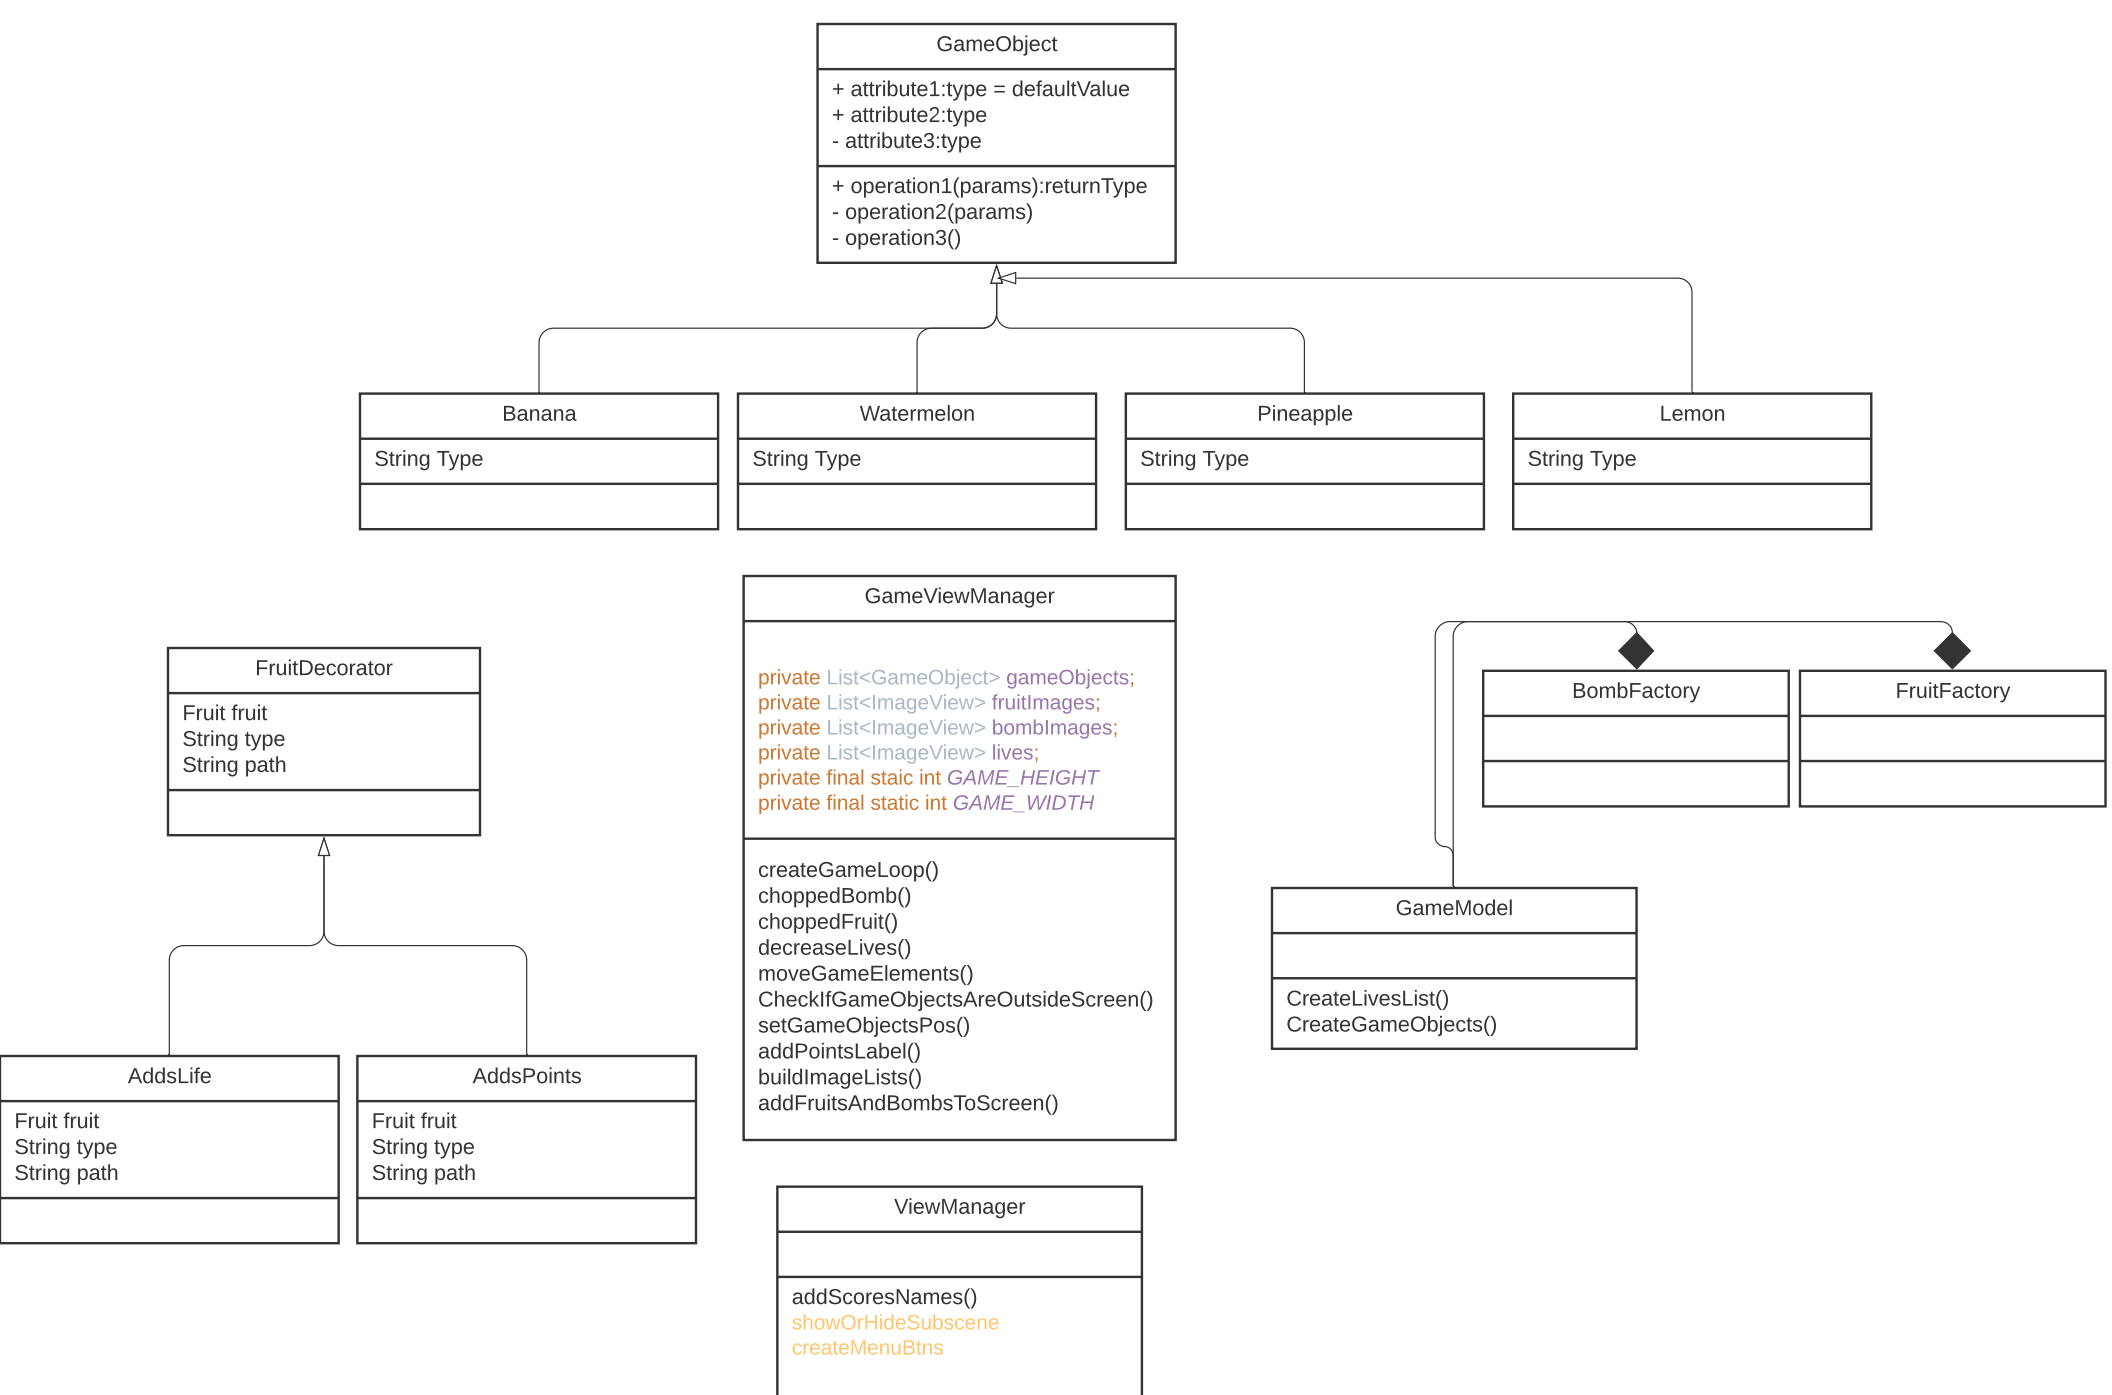 GameObject
+ attribute1:type = defaultValue
+ attribute2:type
- attribute3:type
+ operation1(params):returnType
- operation2(params)
- operation3()
Banana
String Type
Watermelon
String Type
Pineapple
String Type
Lemon
String Type
FruitDecorator
Fruit fruit
String type
String path
GameViewManager
private List<GameObject> gameObjects;
private List<ImageView> fruitImages;
private List<ImageView> bombImages;
private List<ImageView> lives;
private final staic int GAME_HEIGHT
private final static int GAME_WIDTH
createGameLoop()
choppedBomb()
choppedFruit()
decreaseLives()
moveGameElements()
CheckIfGameObjectsAreOutsideScreen()
setGameObjectsPos()
addPointsLabel()
buildImageLists()
addFruitsAndBombsToScreen()
BombFactory
FruitFactory
GameModel
CreateLivesList()
CreateGameObjects()
AddsLife
Fruit fruit
String type
String path
AddsPoints
Fruit fruit
String type
String path
ViewManager
addScoresNames()
showOrHideSubscene
createMenuBtns